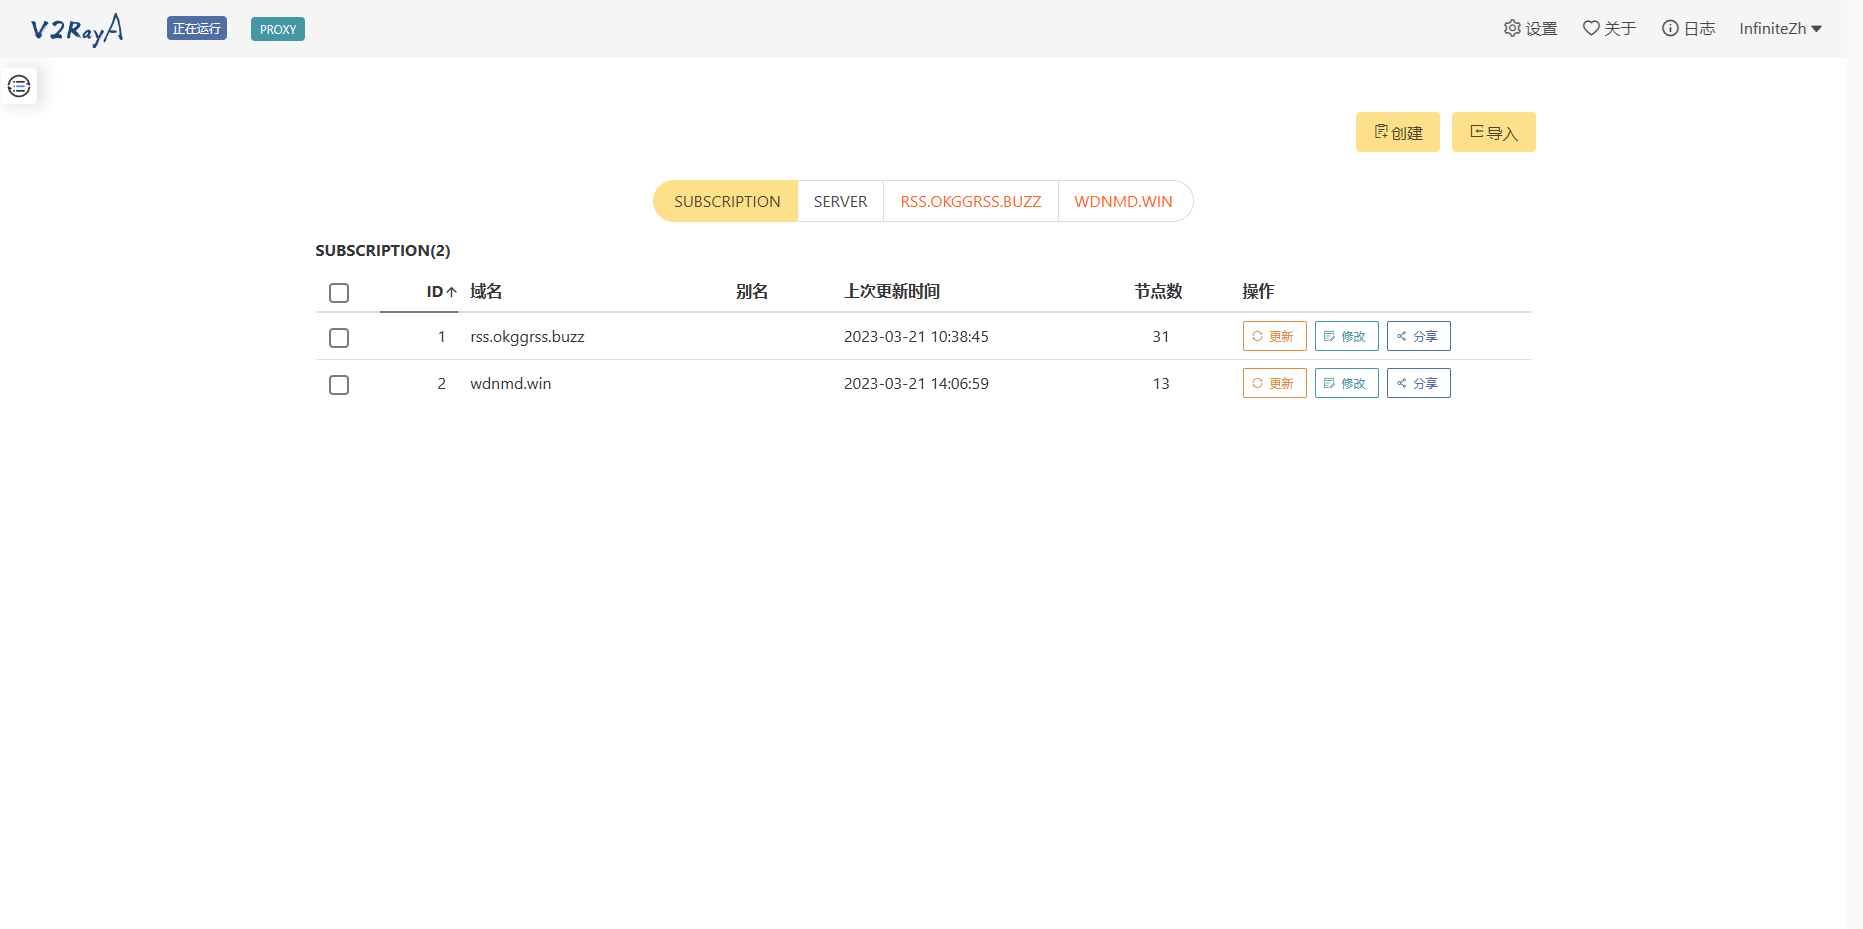 V2RayA 正在运行 PROXY 设置 关于 日志 InfiniteZh
创建 导入
SUBSCRIPTION SERVER RSS.OKGGRSS.BUZZ WDNMD.WIN
SUBSCRIPTION(2)
ID 域名 别名 上次更新时间 节点数 操作
1 rss.okggrss.buzz 2023-03-21 10:38:45 31 更新 修改 分享
2 wdnmd.win 2023-03-21 14:06:59 13 更新 修改 分享